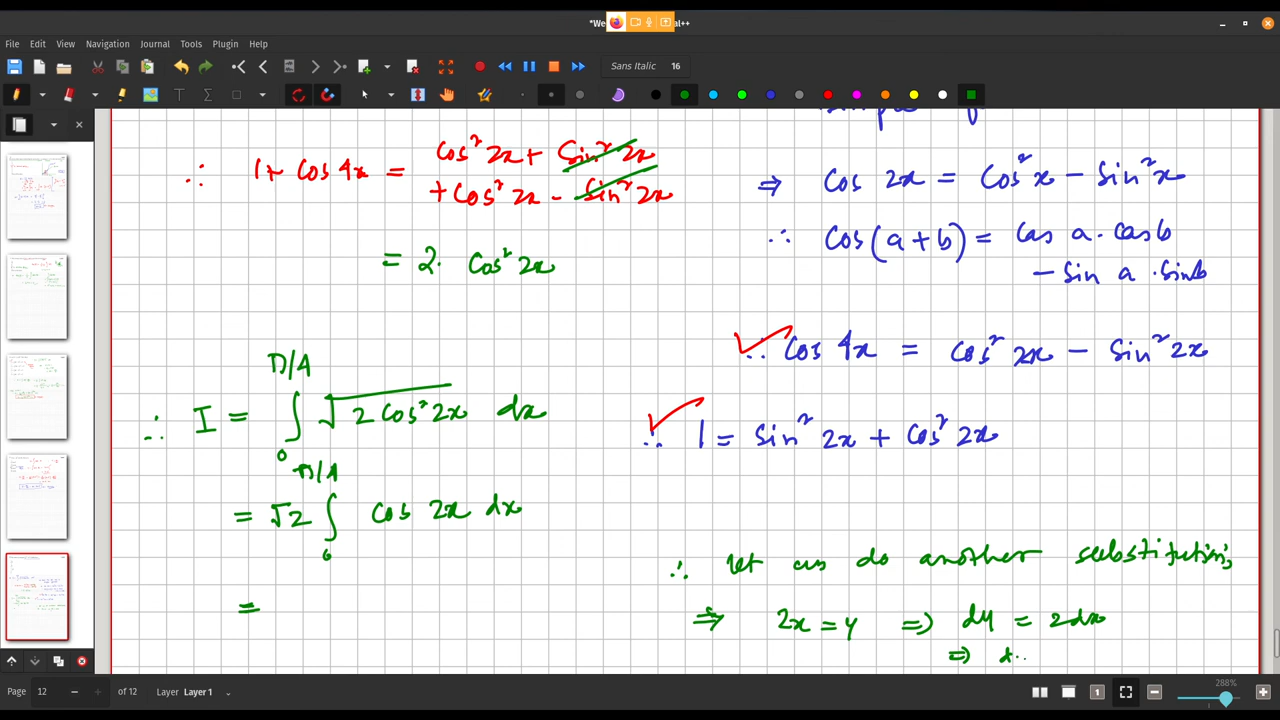 *We
al++
File Edit View Navigation Journal Tools Plugin Help
Sans Italic 16
∴ 1+ cos 4x = cos² 2x + sin² 2x
+ cos² 2x - sin² 2x
= 2. cos² 2x
⇒ cos 2x = cos² x - sin² x
∴ cos(a+b) = cos a. cos b
- sin a . sin b
∴ cos 4x = cos² 2x - sin² 2x
∴ 1 = sin² 2x + cos² 2x
∴ I = ∫₀^π/4 √2 cos² 2x dx
= √2 ∫₀^π/4 cos 2x dx
=
∴ let us do another substitution;
⇒ 2x = y ⇒ dy = 2dx
⇒
Page 12 of 12 Layer Layer 1
288%